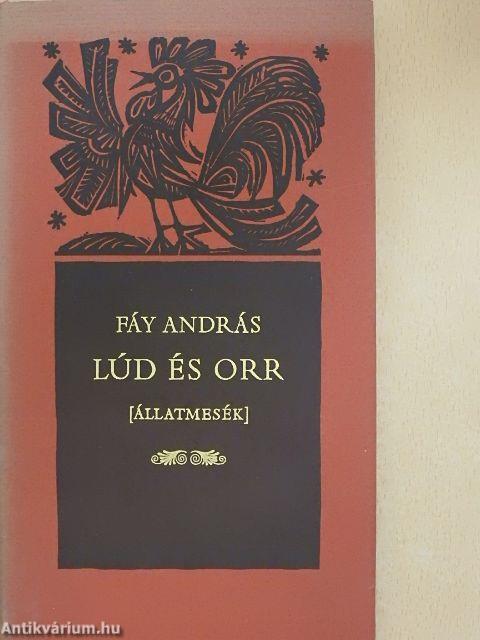 FÁY ANDRÁS
LÚD ÉS ORR
[ÁLLATMESÉK]
Antikvárium.hu